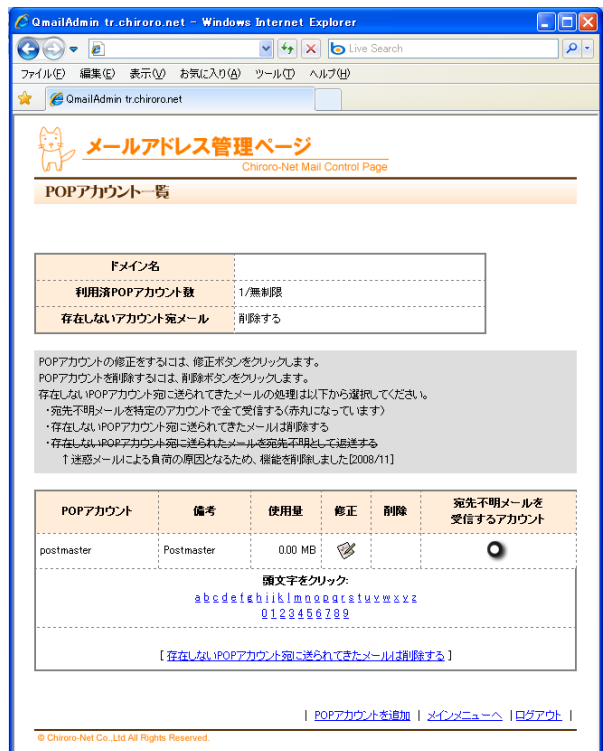 QmailAdmin tr.chiroro.net - Windows Internet Explorer
Live Search
ファイル(F) 編集(E) 表示(V) お気に入り(A) ツール(T) ヘルプ(H)
QmailAdmin tr.chiroro.net
メールアドレス管理ページ
Chiroro-Net Mail Control Page
POPアカウント一覧
ドメイン名
利用済POPアカウント数 1/無制限
存在しないアカウント宛メール 削除する
POPアカウントの修正をするには、修正ボタンをクリックします。
POPアカウントを削除するには、削除ボタンをクリックします。
存在しないPOPアカウント宛に送られてきたメールの処理は以下から選択してください。
・宛先不明メールを特定のアカウントで全て受信する(赤丸になっています)
・存在しないPOPアカウント宛に送られてきたメールは削除する
・存在しないPOPアカウント宛に送られたメールを宛先不明として返送する
↑迷惑メールによる負荷の原因となるため、機能を削除しました[2008/11]
POPアカウント 備考 使用量 修正 削除 宛先不明メールを
受信するアカウント
postmaster Postmaster 0.00 MB
頭文字をクリック:
a b c d e f g h i j k l m n o p q r s t u v w x y z
0 1 2 3 4 5 6 7 8 9
[ 存在しないPOPアカウント宛に送られてきたメールは削除する ]
| POPアカウントを追加 | メインメニューへ | ログアウト |
© Chiroro-Net Co.,Ltd All Rights Reserved.